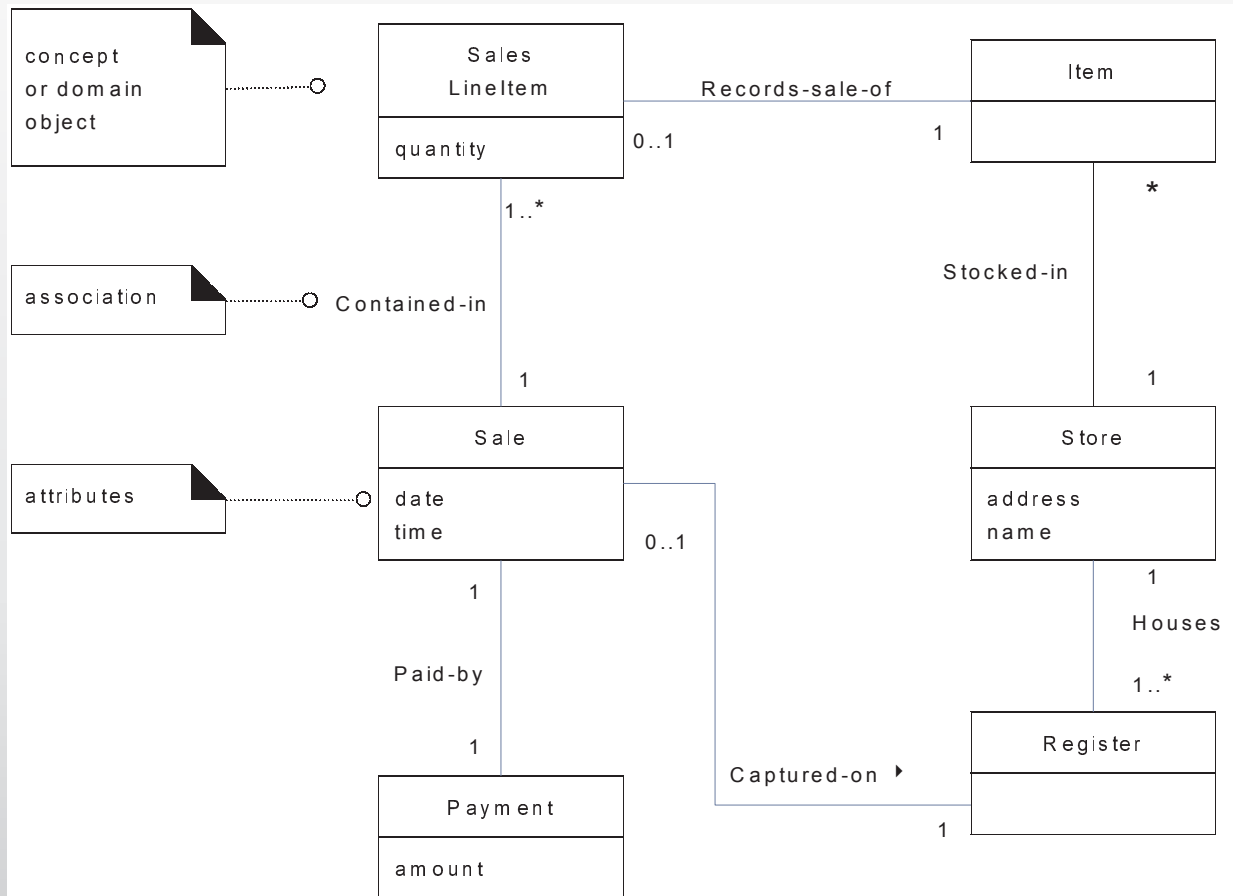 concept
or domain
object
Sales
LineItem
quantity
Records-sale-of
0..1
1
Item
*
1..*
association
Contained-in
Stocked-in
1
1
attributes
Sale
date
time
0..1
Store
address
name
1
1
Houses
Paid-by
1..*
1
Register
Captured-on
1
Payment
amount